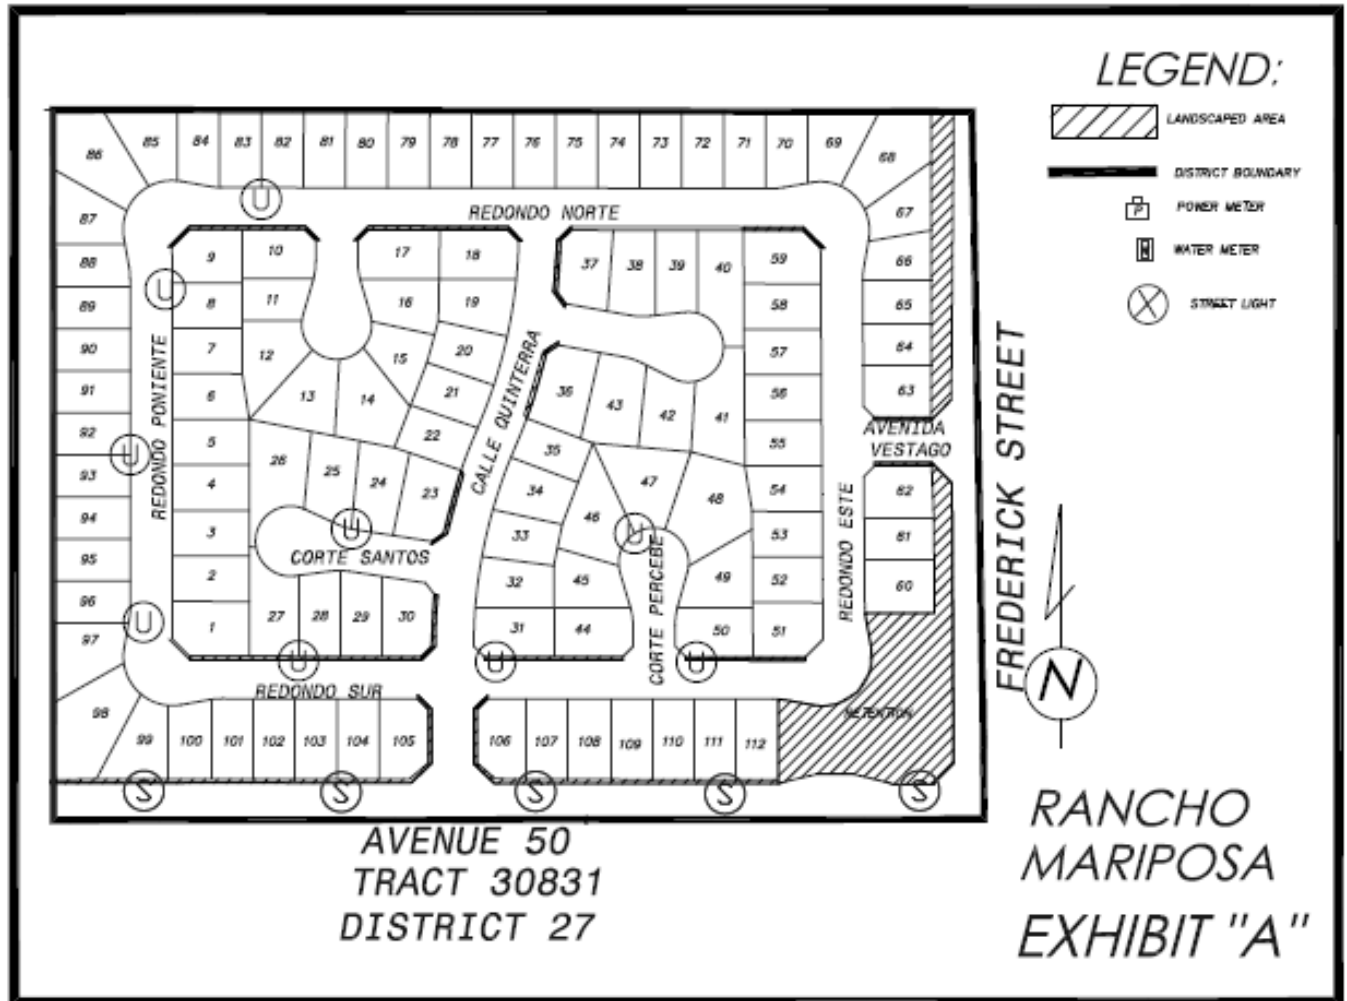 LEGEND:
LANDSCAPED AREA
DISTRICT BOUNDARY
P
POWER METER
WATER METER
X
STREET LIGHT
86 85 84 83 82 81 80 79 78 77 76 75 74 73 72 71 70 69 68
87
U
REDONDO NORTE
67
88
9 10 17 18 37 38 39 40 59
66
89
U
8 11 16 19 58
65
90
7 12 15 20 57
64
91
6 13 14 21 36 43 42 41 56
63
92
5 22 35 55
AVENIDA
VESTAGO
93
U
4 26 25 24 23 34 47 48 54
62
94
3 U 33 46 U 53
61
95
CORTE SANTOS
96
2 32 45 49 52
60
97
U
1 27 28 29 30 31 44 50 51
U U U
REDONDO PONIENTE
CALLE QUINTERRA
CORTE PERCEBE
REDONDO ESTE
FREDERICK STREET
REDONDO SUR
98 99 100 101 102 103 104 105 106 107 108 109 110 111 112
RETENTION
S S S S S
N
AVENUE 50
TRACT 30831
DISTRICT 27
RANCHO
MARIPOSA
EXHIBIT "A"